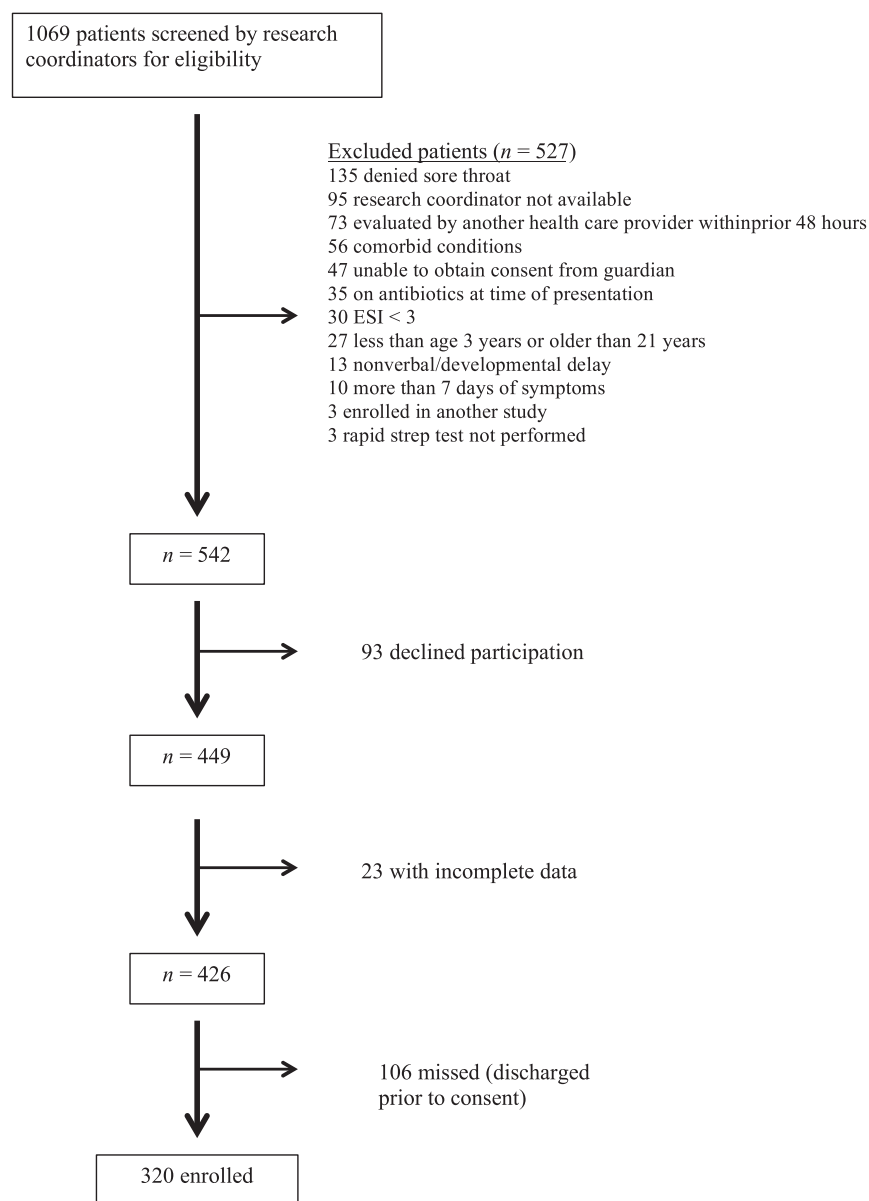 1069 patients screened by research
coordinators for eligibility
Excluded patients (n = 527)
135 denied sore throat
95 research coordinator not available
73 evaluated by another health care provider withinprior 48 hours
56 comorbid conditions
47 unable to obtain consent from guardian
35 on antibiotics at time of presentation
30 ESI < 3
27 less than age 3 years or older than 21 years
13 nonverbal/developmental delay
10 more than 7 days of symptoms
3 enrolled in another study
3 rapid strep test not performed
n = 542
93 declined participation
n = 449
23 with incomplete data
n = 426
106 missed (discharged
prior to consent)
320 enrolled